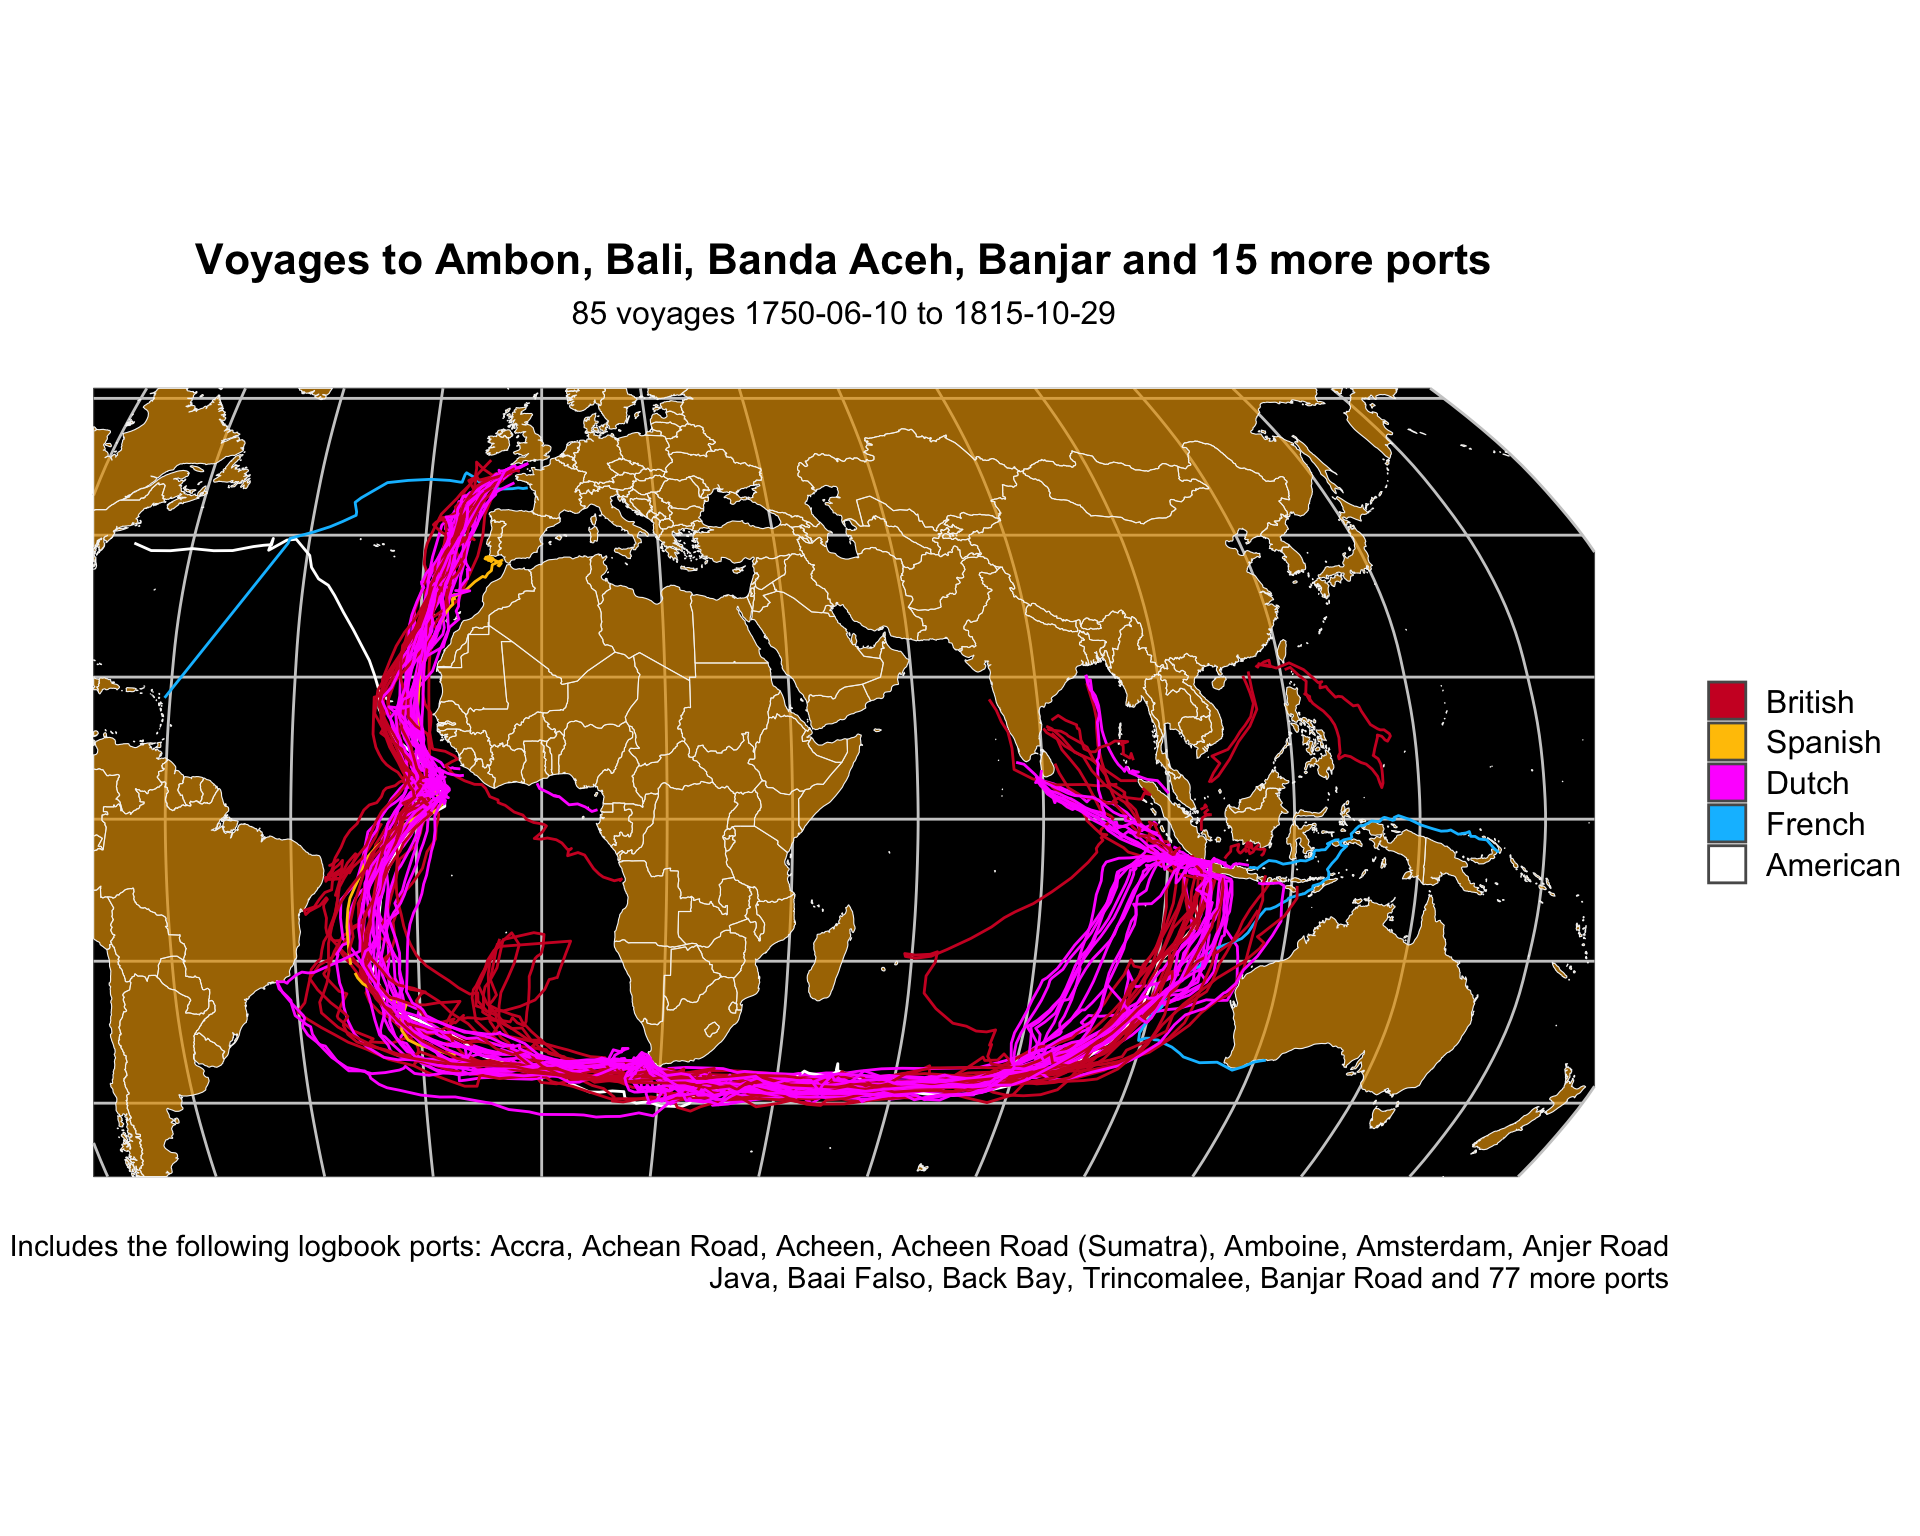 Voyages to Ambon, Bali, Banda Aceh, Banjar and 15 more ports
85 voyages 1750-06-10 to 1815-10-29
British
Spanish
Dutch
French
American
Includes the following logbook ports: Accra, Achean Road, Acheen, Acheen Road (Sumatra), Amboine, Amsterdam, Anjer Road
Java, Baai Falso, Back Bay, Trincomalee, Banjar Road and 77 more ports